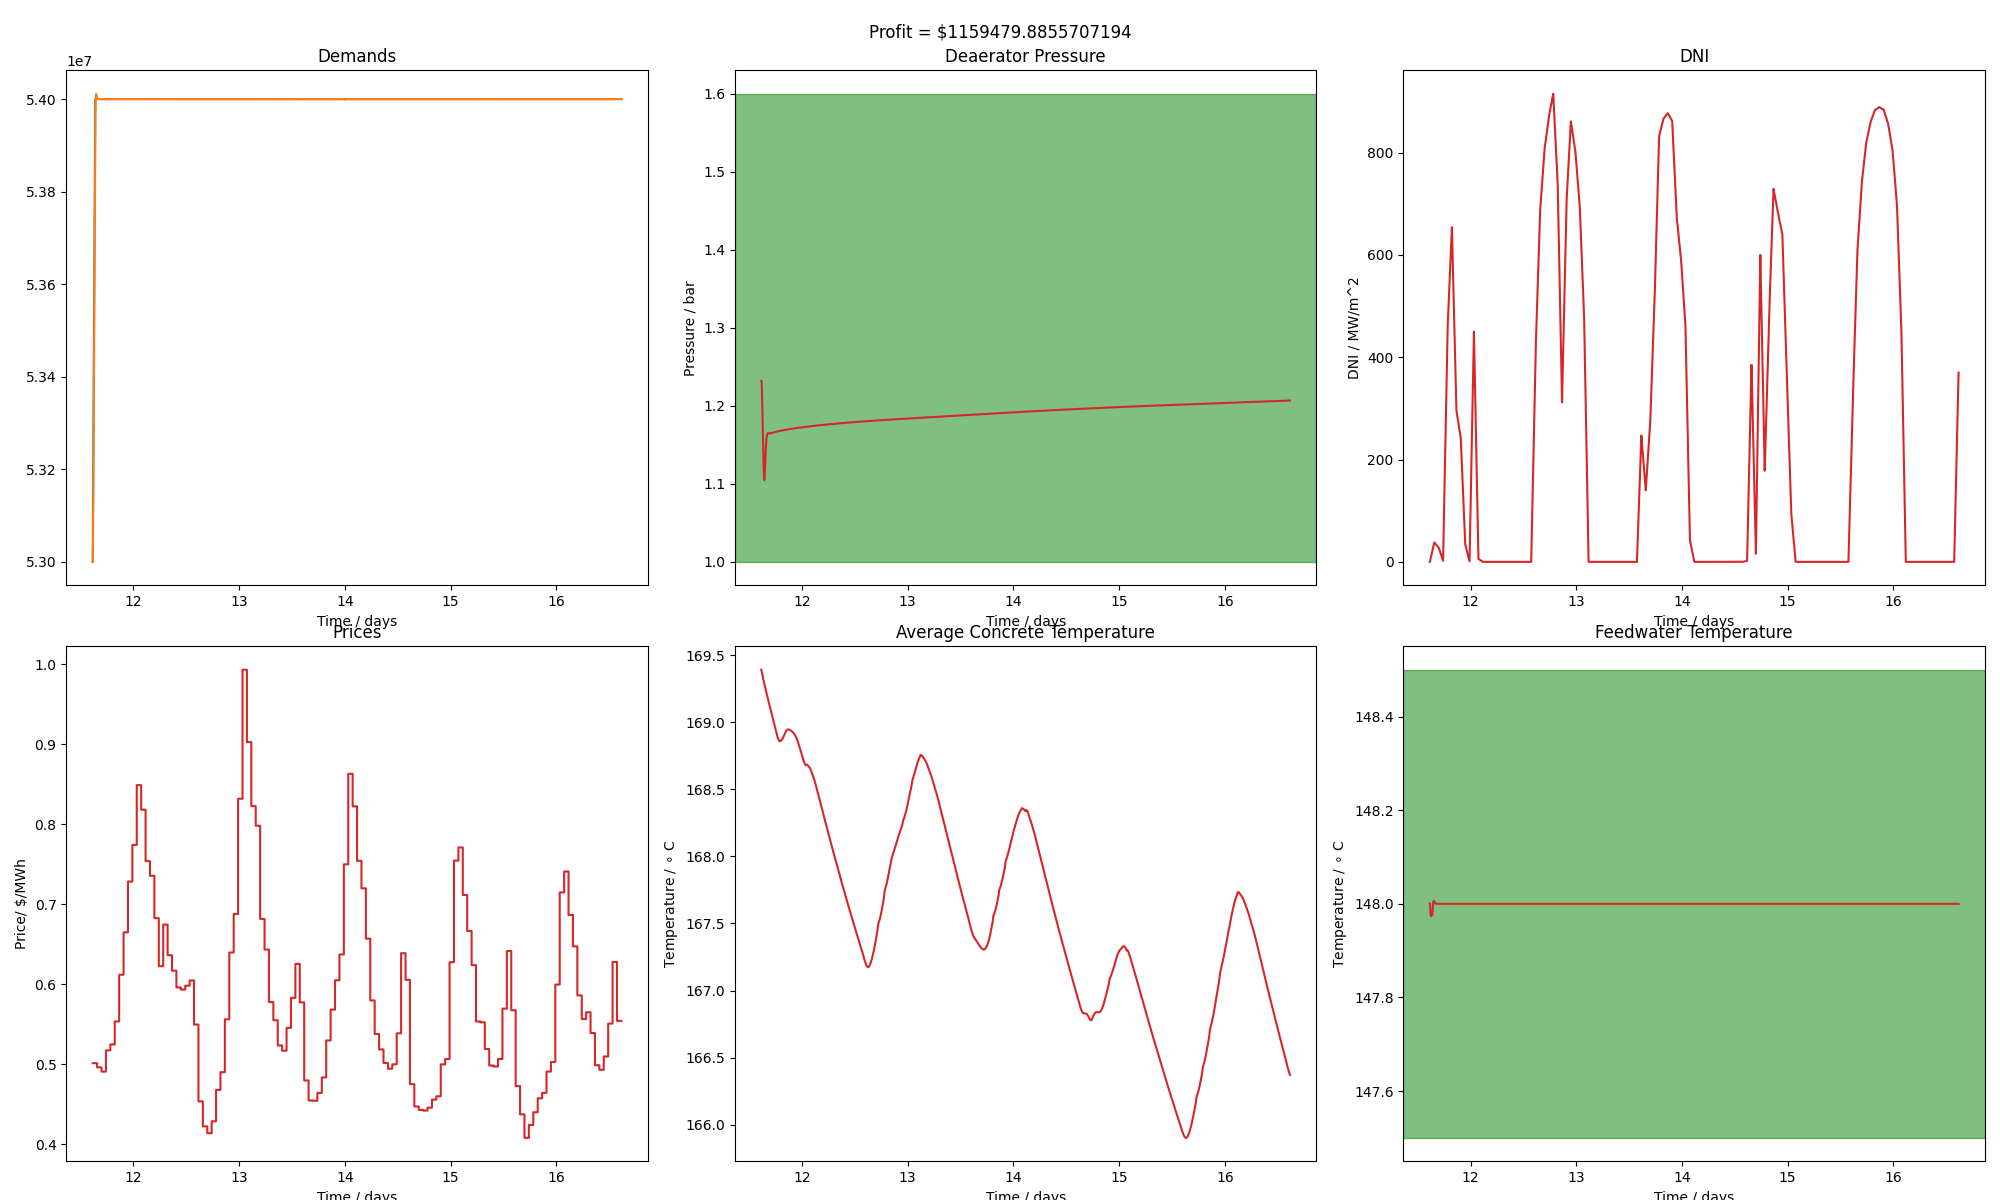 Profit = $1159479.8855707194
Demands
1e7
5.40
5.38
5.36
5.34
5.32
5.30
12 13 14 15 16
Time / days
Deaerator Pressure
Pressure / bar
1.6
1.5
1.4
1.3
1.2
1.1
1.0
12 13 14 15 16
Time / days
DNI
DNI / MW/m^2
800
600
400
200
0
12 13 14 15 16
Time / days
Prices
Price/ $/MWh
1.0
0.9
0.8
0.7
0.6
0.5
0.4
12 13 14 15 16
Time / days
Average Concrete Temperature
Temperature / ∘ C
169.5
169.0
168.5
168.0
167.5
167.0
166.5
166.0
12 13 14 15 16
Time / days
Feedwater Temperature
Temperature / ∘ C
148.4
148.2
148.0
147.8
147.6
12 13 14 15 16
Time / days